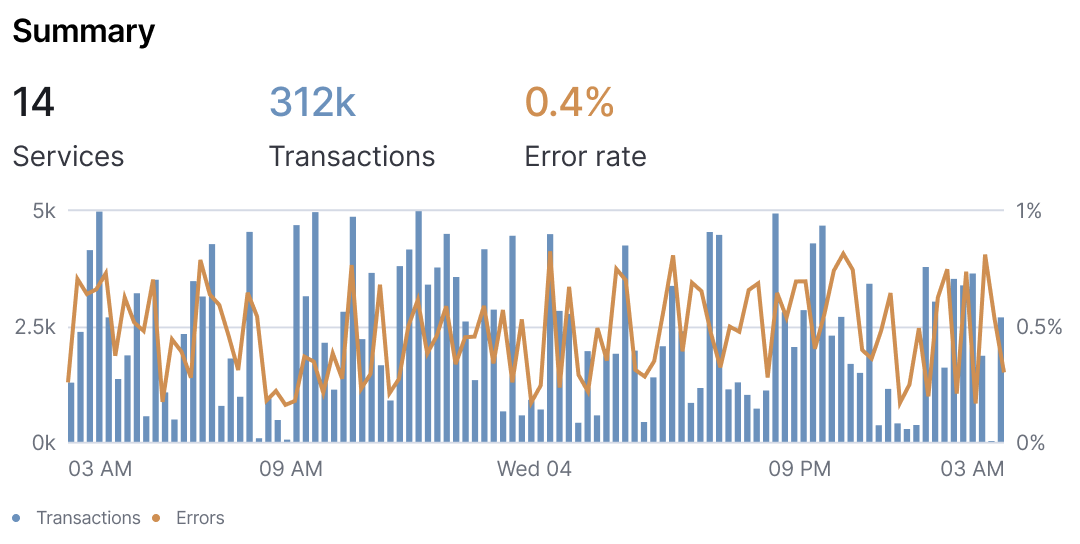 Summary
14 312k 0.4%
Services Transactions Error rate
5k 1%
2.5k 0.5%
0k 0%
03 AM 09 AM Wed 04 09 PM 03 AM
Transactions Errors